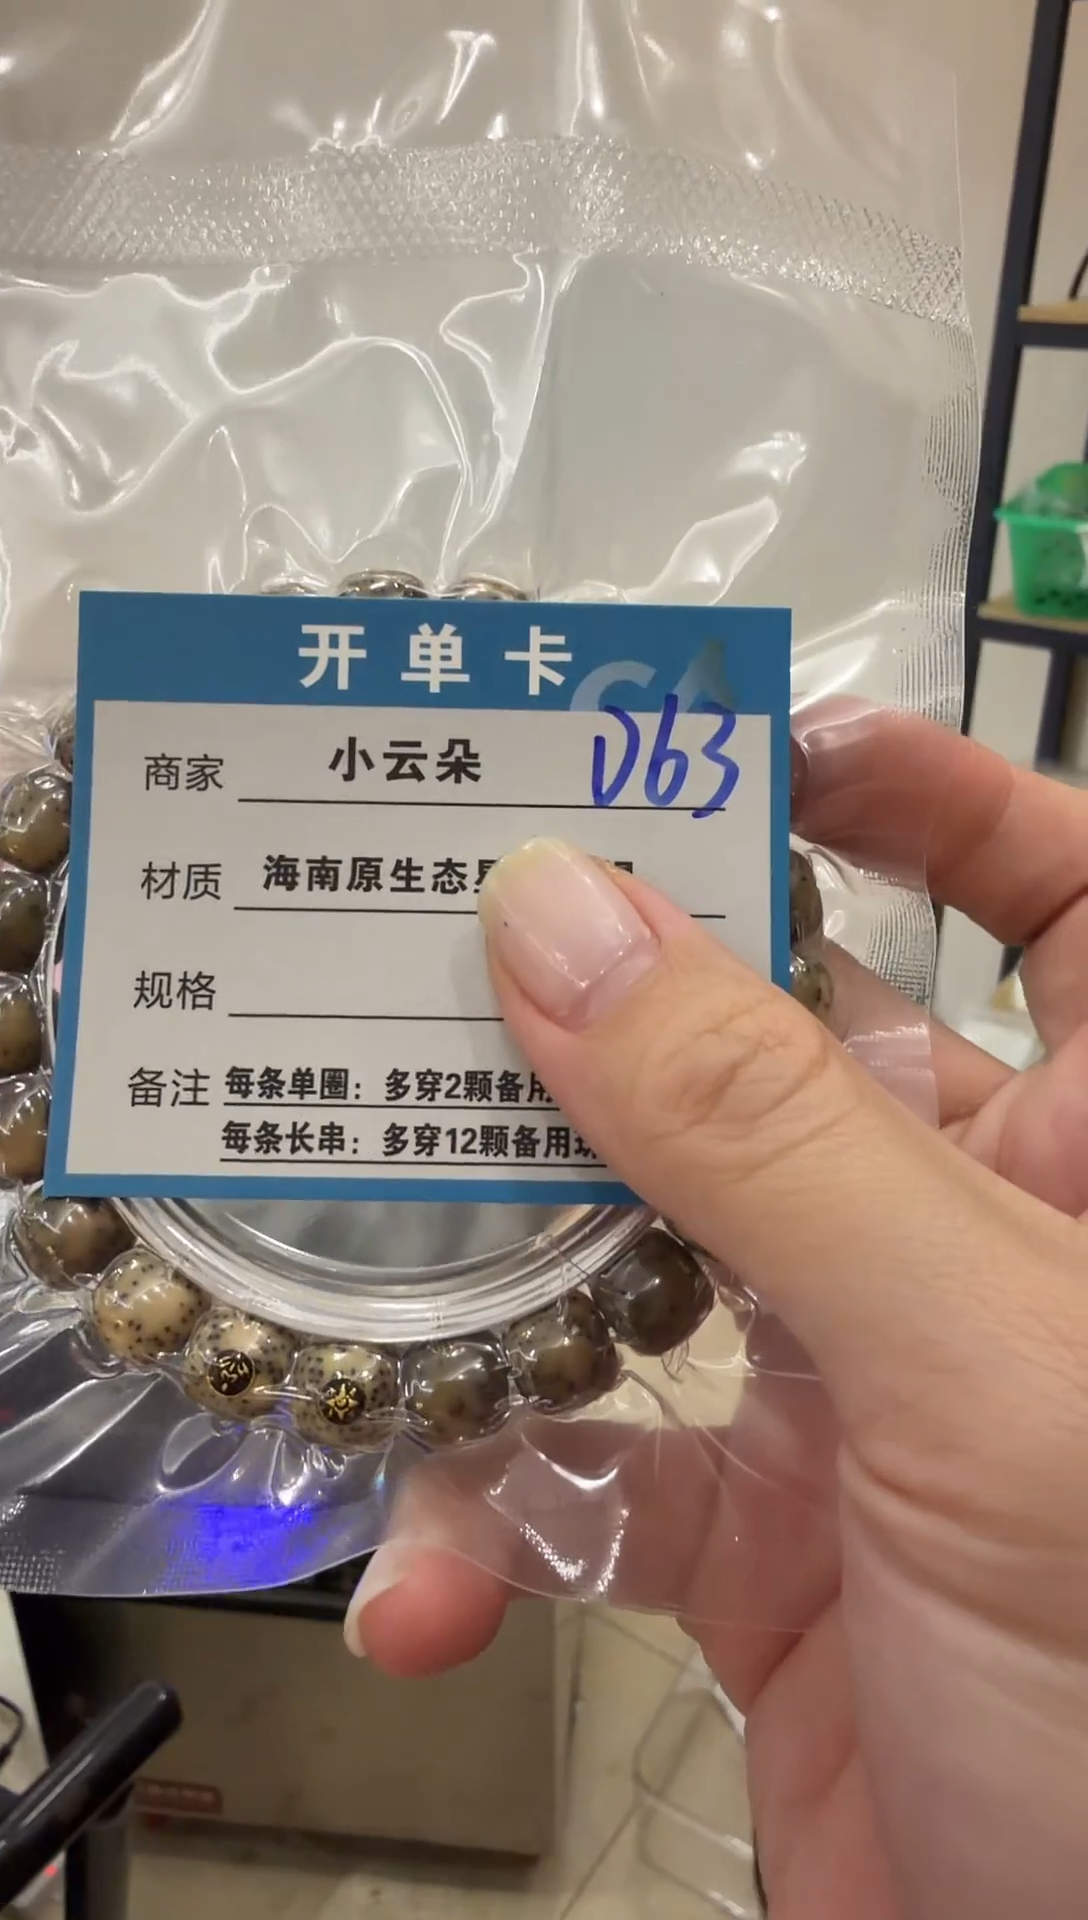 开单卡
商家 小云朵 D63
材质 海南原生态
规格
备注 每条单圈：多穿2颗备用
每条长串：多穿12颗备用